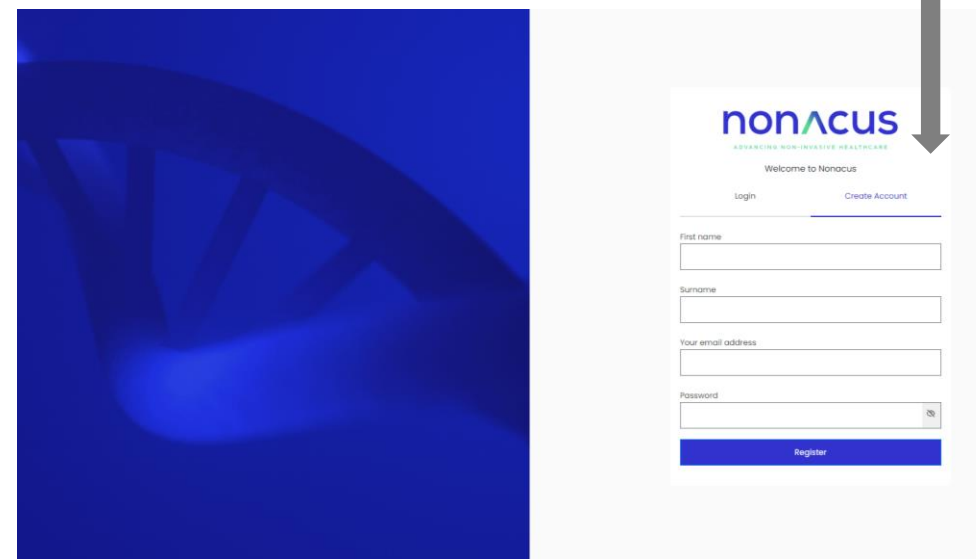 nonacus
ADVANCING NON-INVASIVE HEALTHCARE
Welcome to Nonacus
Login Create Account
First name
Surname
Your email address
Password
Register